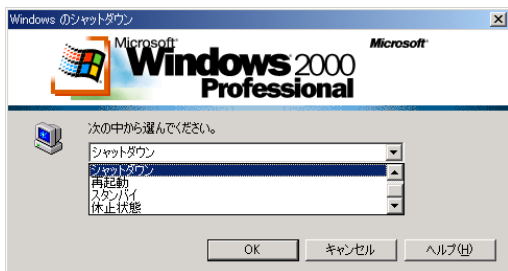 Windows のシャットダウン
Microsoft
Windows 2000
Professional
Microsoft
次の中から選んでください。
シャットダウン
シャットダウン
再起動
スタンバイ
休止状態
OK キャンセル ヘルプ(H)